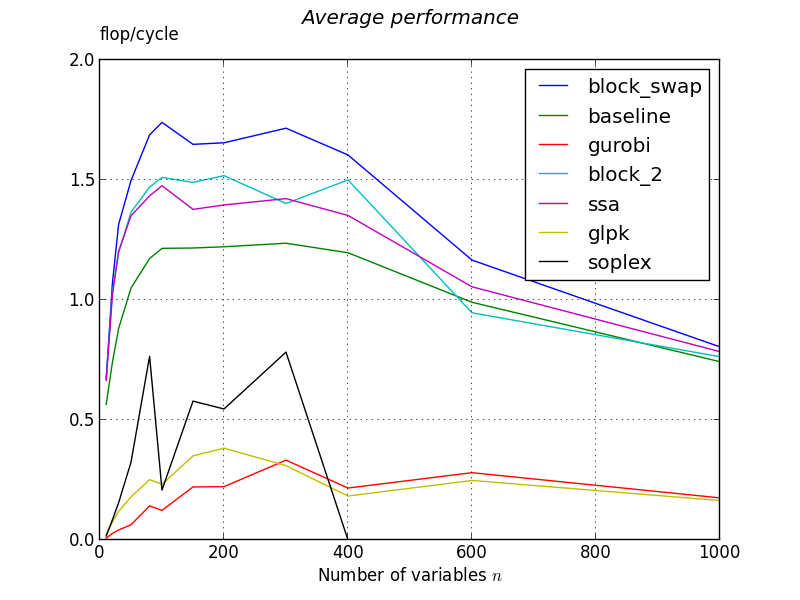 Average performance
flop/cycle
2.0
1.5
1.0
0.5
0.0
0 200 400 600 800 1000
Number of variables n
block_swap
baseline
gurobi
block_2
ssa
glpk
soplex